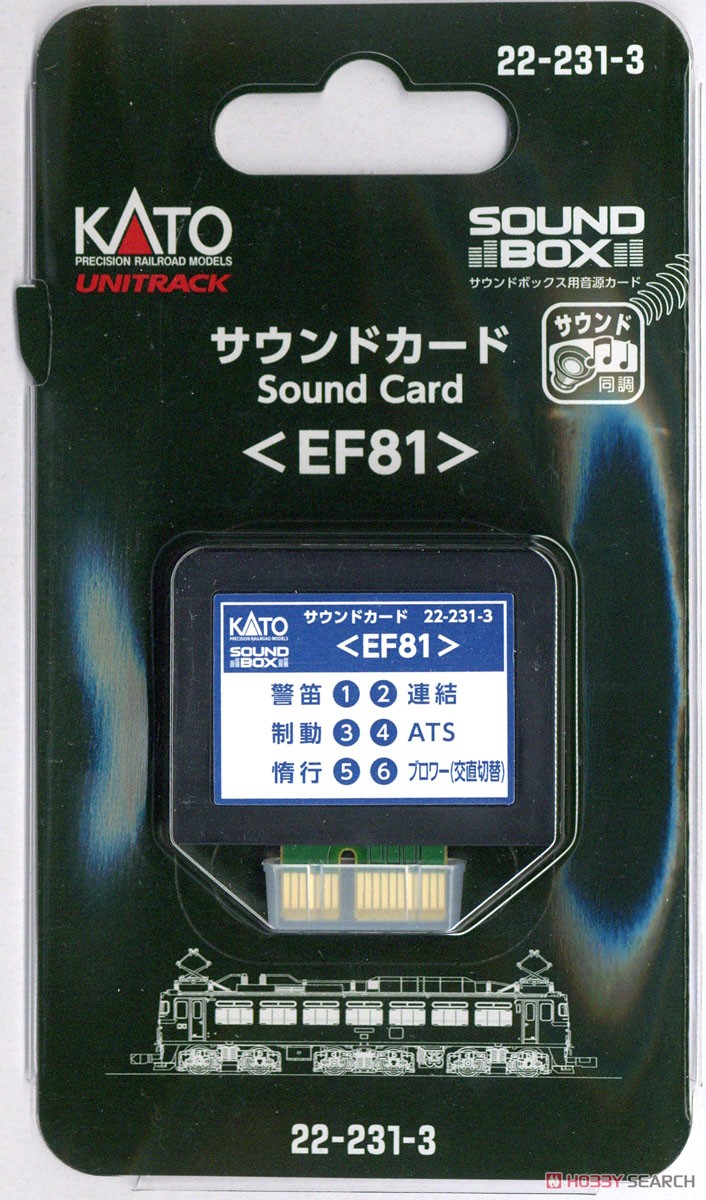 22-231-3
KATO
PRECISION RAILROAD MODELS
UNITRACK
SOUND
BOX
サウンドボックス用音源カード
サウンド
同調
サウンドカード
Sound Card
<EF81>
KATO
PRECISION RAILROAD MODELS
サウンドカード 22-231-3
SOUND
BOX
<EF81>
警笛 1 2 連結
制動 3 4 ATS
惰行 5 6 ブロワー(交直切替)
22-231-3
HOBBY SEARCH